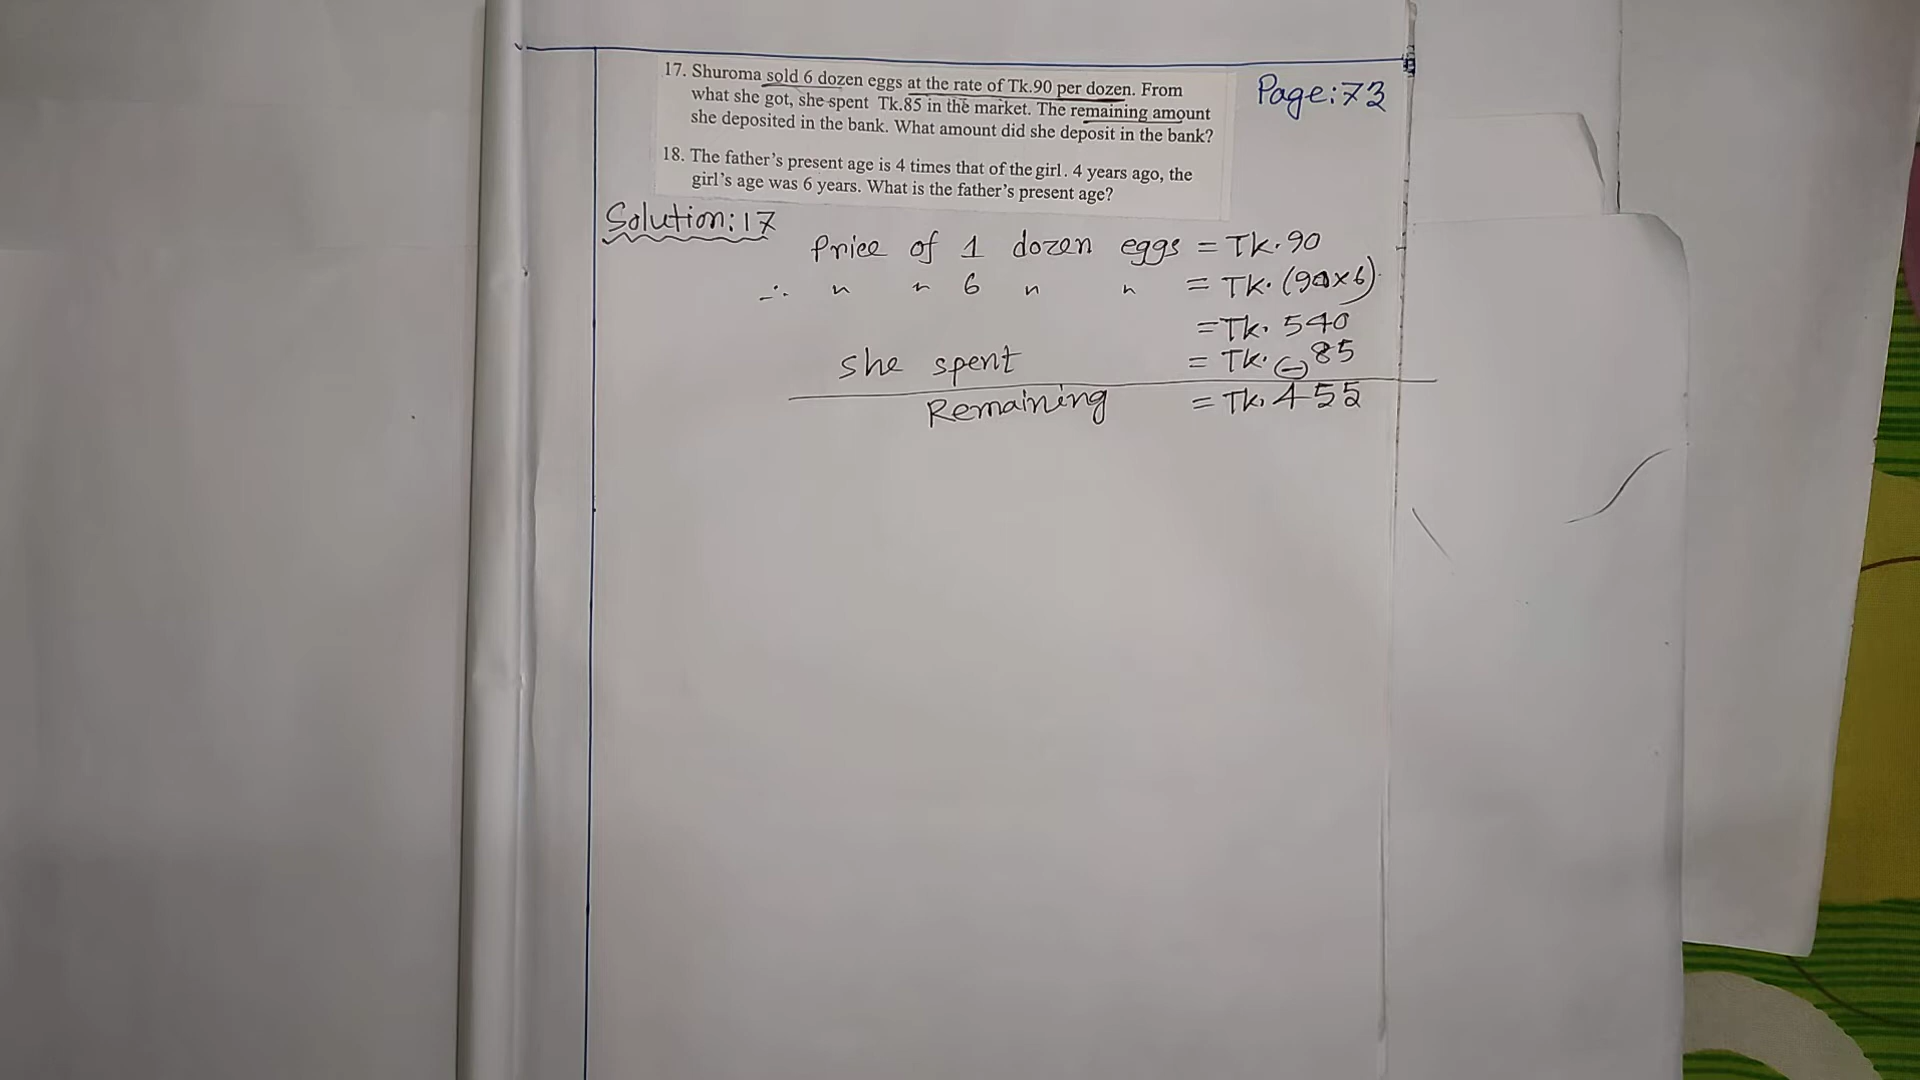 17. Shuroma sold 6 dozen eggs at the rate of Tk.90 per dozen. From
what she got, she spent Tk.85 in the market. The remaining amount
she deposited in the bank. What amount did she deposit in the bank?
Page:73
18. The father's present age is 4 times that of the girl. 4 years ago, the
girl's age was 6 years. What is the father's present age?
Solution:17
Price of 1 dozen eggs = Tk.90
∴ " " 6 " " = Tk. (90×6)
=Tk. 540
she spent = Tk. (-) 85
Remaining = Tk. 455